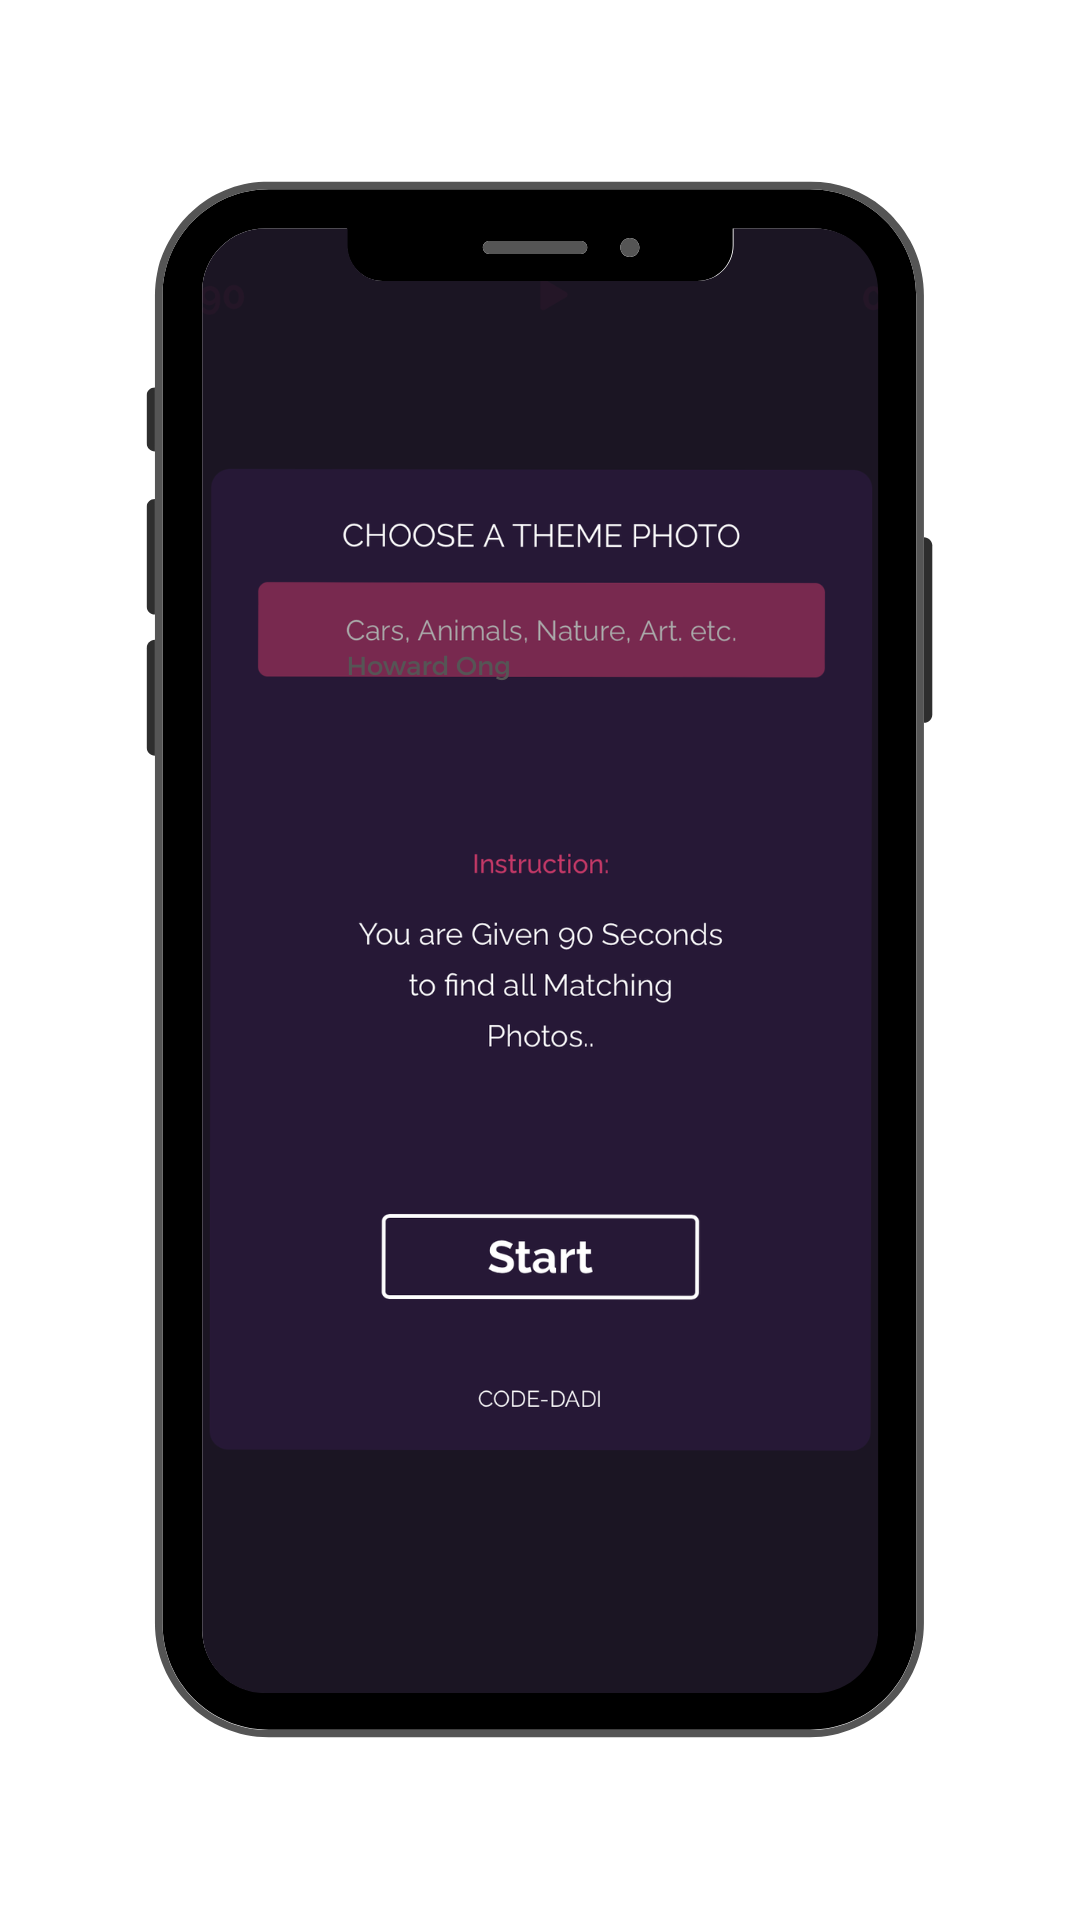 90
CHOOSE A THEME PHOTO
Cars, Animals, Nature, Art. etc.
Howard Ong
Instruction:
You are Given 90 Seconds
to find all Matching
Photos..
Start
CODE-DADI